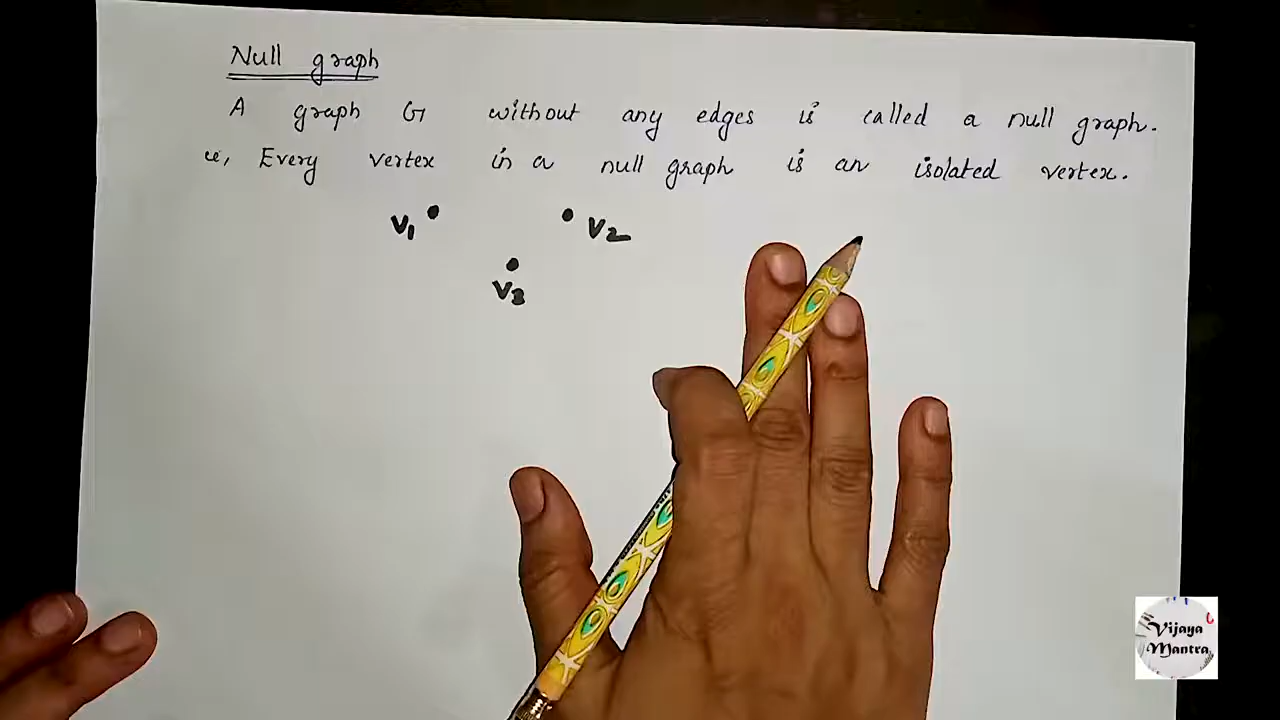 Null graph
A graph G without any edges is called a null graph.
ie, Every vertex in a null graph is an isolated vertex.
V1 V2
V3
Vijaya
Mantra